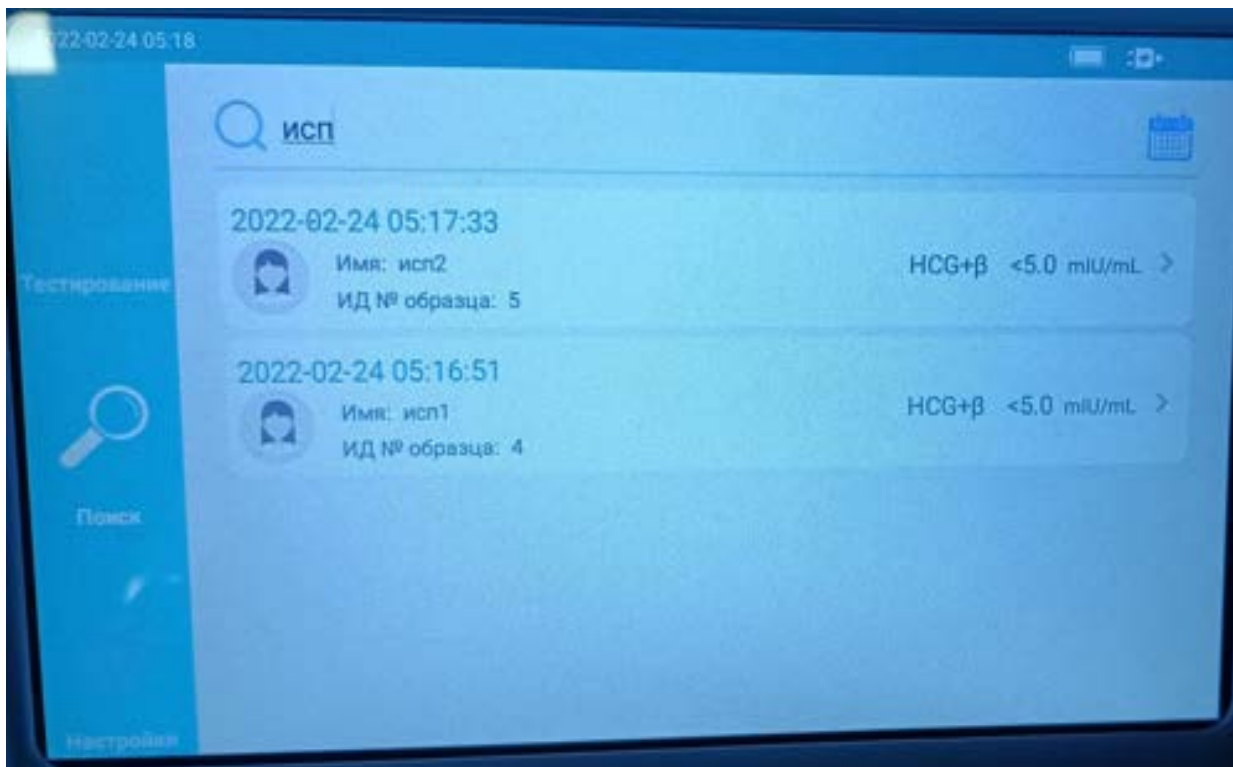 2022-02-24 05:18
исп
2022-02-24 05:17:33
Имя: исп2
HCG+β <5.0 mIU/mL >
ИД № образца: 5
2022-02-24 05:16:51
Имя: исп1
HCG+β <5.0 mIU/mL >
ИД № образца: 4
Тестирование
Поиск
Настройки